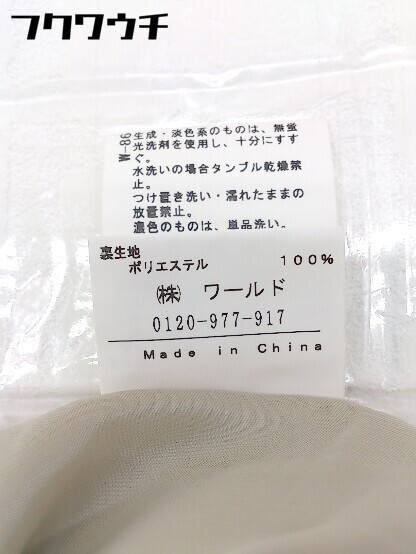 フクワウチ
生成・淡色系のものは、無蛍
光洗剤を使用し、十分にすす
ぐ。
水洗いの場合タンブル乾燥禁
止。
つけ置き洗い・濡れたままの
放置禁止。
濃色のものは、単品洗い。
98-W
裏生地
ポリエステル 100%
㈱ ワールド
0120-977-917
Made in China